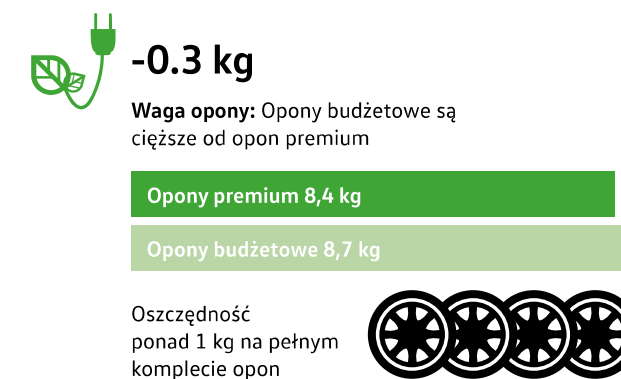 -0.3 kg
Waga opony: Opony budżetowe są
cięższe od opon premium
Opony premium 8,4 kg
Opony budżetowe 8,7 kg
Oszczędność
ponad 1 kg na pełnym
komplecie opon